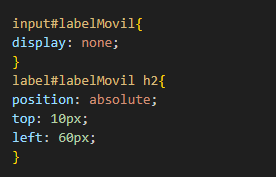 input#labelMovil{
display: none;
}
label#labelMovil h2{
position: absolute;
top: 10px;
left: 60px;
}